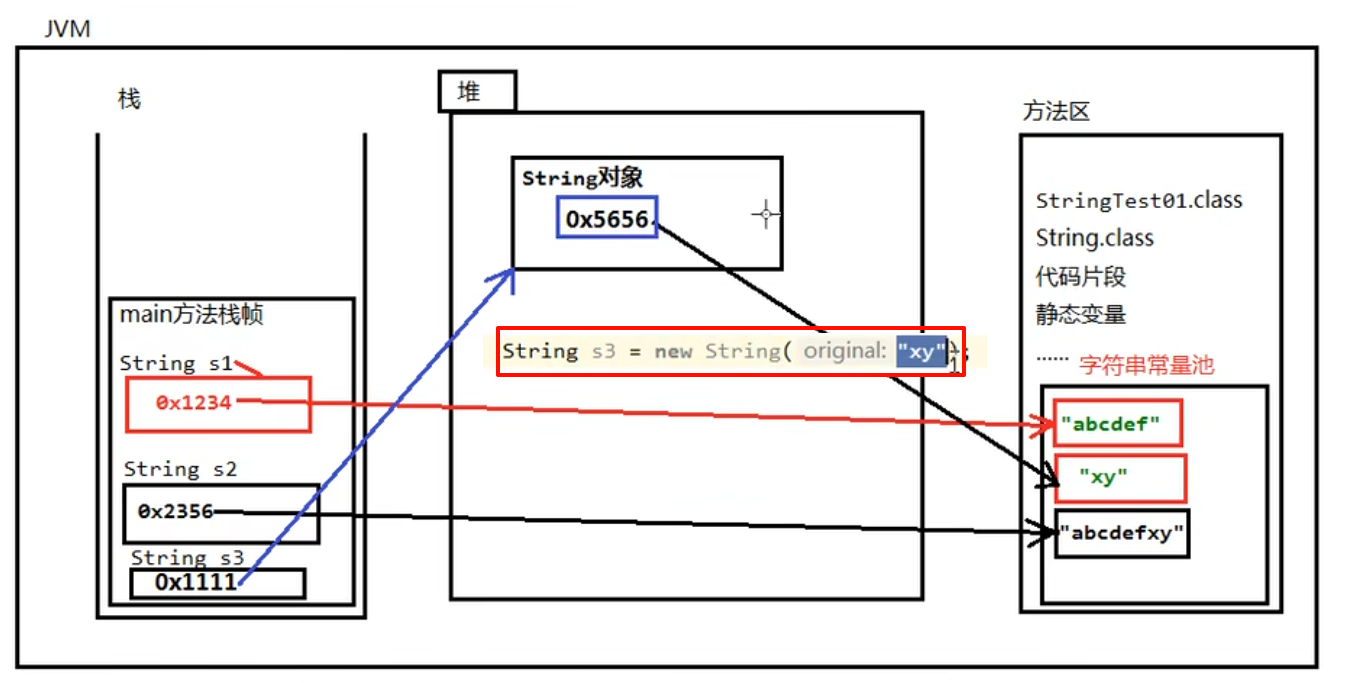 JVM
栈
堆
方法区
String对象
0x5656
StringTest01.class
String.class
代码片段
静态变量
......
字符串常量池
main方法栈帧
String s1
0x1234
String s3 = new String( original: "xy");
"abcdef"
"xy"
String s2
0x2356
"abcdefxy"
String s3
0x1111